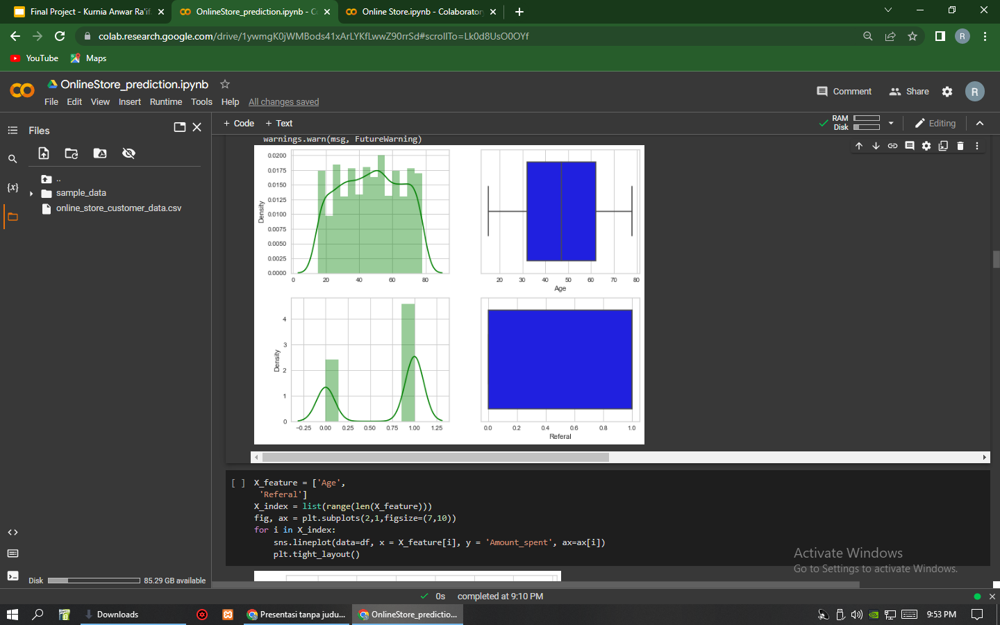 Final Project - Kurnia Anwar Ra'if
OnlineStore_prediction.ipynb - C
Online Store.ipynb - Colaborator
colab.research.google.com/drive/1ywmgK0jWMBods41xArLYKfLwwZ90rrSd#scrollTo=Lk0d8UsO0OYf
R
YouTube
Maps
OnlineStore_prediction.ipynb
File Edit View Insert Runtime Tools Help All changes saved
Comment
Share
R
Files
+ Code + Text
RAM
Disk
Editing
{x}
..
sample_data
online_store_customer_data.csv
warnings.warn(msg, FutureWarning)
0.0200
0.0175
0.0150
0.0125
0.0100
0.0075
0.0050
0.0025
0.0000
Density
0 20 40 60 80
20 30 40 50 60 70 80
Age
4
3
2
1
0
Density
−0.25 0.00 0.25 0.50 0.75 1.00 1.25
0.0 0.2 0.4 0.6 0.8 1.0
Referal
[ ] X_feature = ['Age',
'Referal']
X_index = list(range(len(X_feature)))
fig, ax = plt.subplots(2,1,figsize=(7,10))
for i in X_index:
sns.lineplot(data=df, x = X_feature[i], y = 'Amount_spent', ax=ax[i])
plt.tight_layout()
Activate Windows
Go to Settings to activate Windows.
Disk 85.29 GB available
0s completed at 9:10 PM
Downloads
Presentasi tanpa judu...
OnlineStore_predictio...
9:53 PM